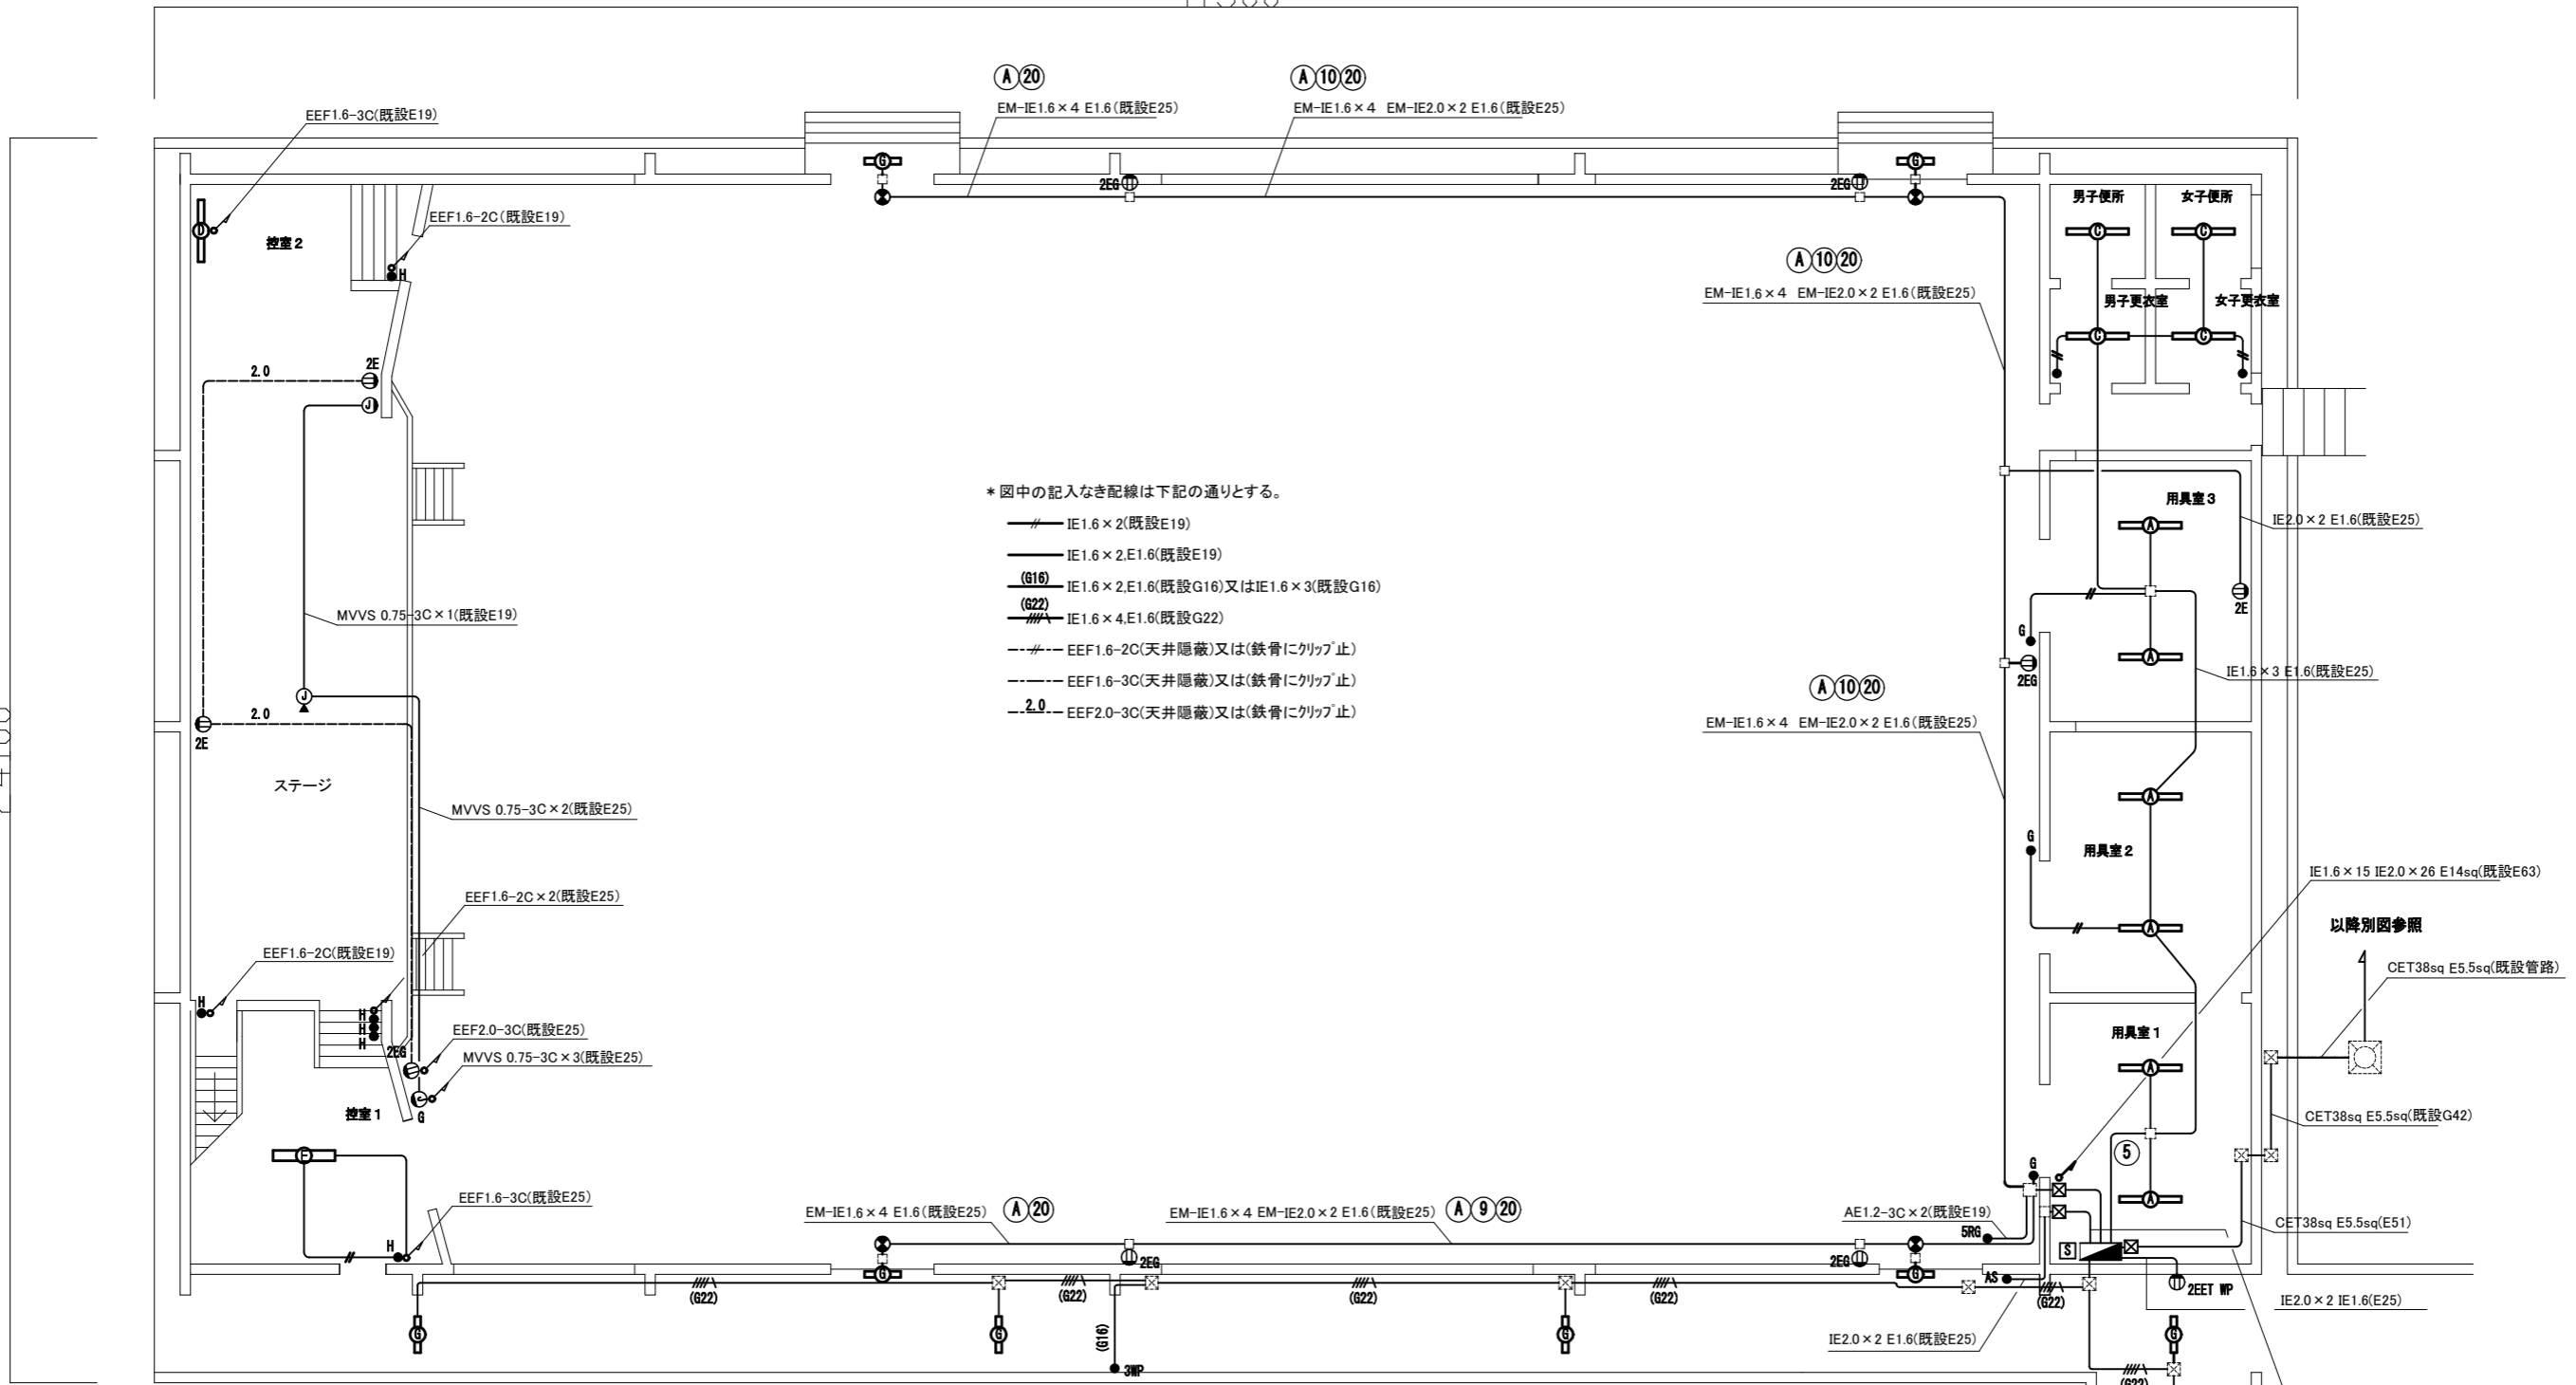 A 20
EM-IE1.6×4 E1.6(既設E25)
A 10 20
EM-IE1.6×4 EM-IE2.0×2 E1.6(既設E25)
EEF1.6-3C(既設E19)
G
G
2EG
2EG
男子便所
女子便所
EEF1.6-2C(既設E19)
D
控室2
H
C
C
A 10 20
EM-IE1.6×4 EM-IE2.0×2 E1.6(既設E25)
男子更衣室
女子更衣室
C
C
2E
2.0
J
*図中の記入なき配線は下記の通りとする。
IE1.6×2(既設E19)
IE1.6×2,E1.6(既設E19)
(G16)
IE1.6×2,E1.6(既設G16)又はIE1.6×3(既設G16)
(G22)
IE1.6×4,E1.6(既設G22)
EEF1.6-2C(天井隠蔽)又は(鉄骨にクリップ止)
EEF1.6-3C(天井隠蔽)又は(鉄骨にクリップ止)
2.0
EEF2.0-3C(天井隠蔽)又は(鉄骨にクリップ止)
用具室3
A
IE2.0×2 E1.6(既設E25)
2E
MVVS 0.75-3C×1(既設E19)
G
A
2EG
IE1.6×3 E1.6(既設E25)
A 10 20
EM-IE1.6×4 EM-IE2.0×2 E1.6(既設E25)
J
2.0
2E
ステージ
MVVS 0.75-3C×2(既設E25)
A
G
用具室2
IE1.6×15 IE2.0×26 E14sq(既設E63)
EEF1.6-2C×2(既設E25)
A
以降別図参照
EEF1.6-2C(既設E19)
CET38sq E5.5sq(既設管路)
H
H
H
H
2EG
EEF2.0-3C(既設E25)
MVVS 0.75-3C×3(既設E25)
用具室1
A
G
控室1
CET38sq E5.5sq(既設G42)
5
F
G
A
EEF1.6-3C(既設E25)
H
EM-IE1.6×4 E1.6(既設E25)
A 20
EM-IE1.6×4 EM-IE2.0×2 E1.6(既設E25)
A 9 20
AE1.2-3C×2(既設E19)
5RG
CET38sq E5.5sq(E51)
2EG
2EG
S
G
G
AS
2EET WP
(G22)
(G22)
(G22)
(G22)
(G22)
IE2.0×2 IE1.6(E25)
G
G
G
G
(G16)
IE2.0×2 E1.6(既設E25)
3WP
(G22)